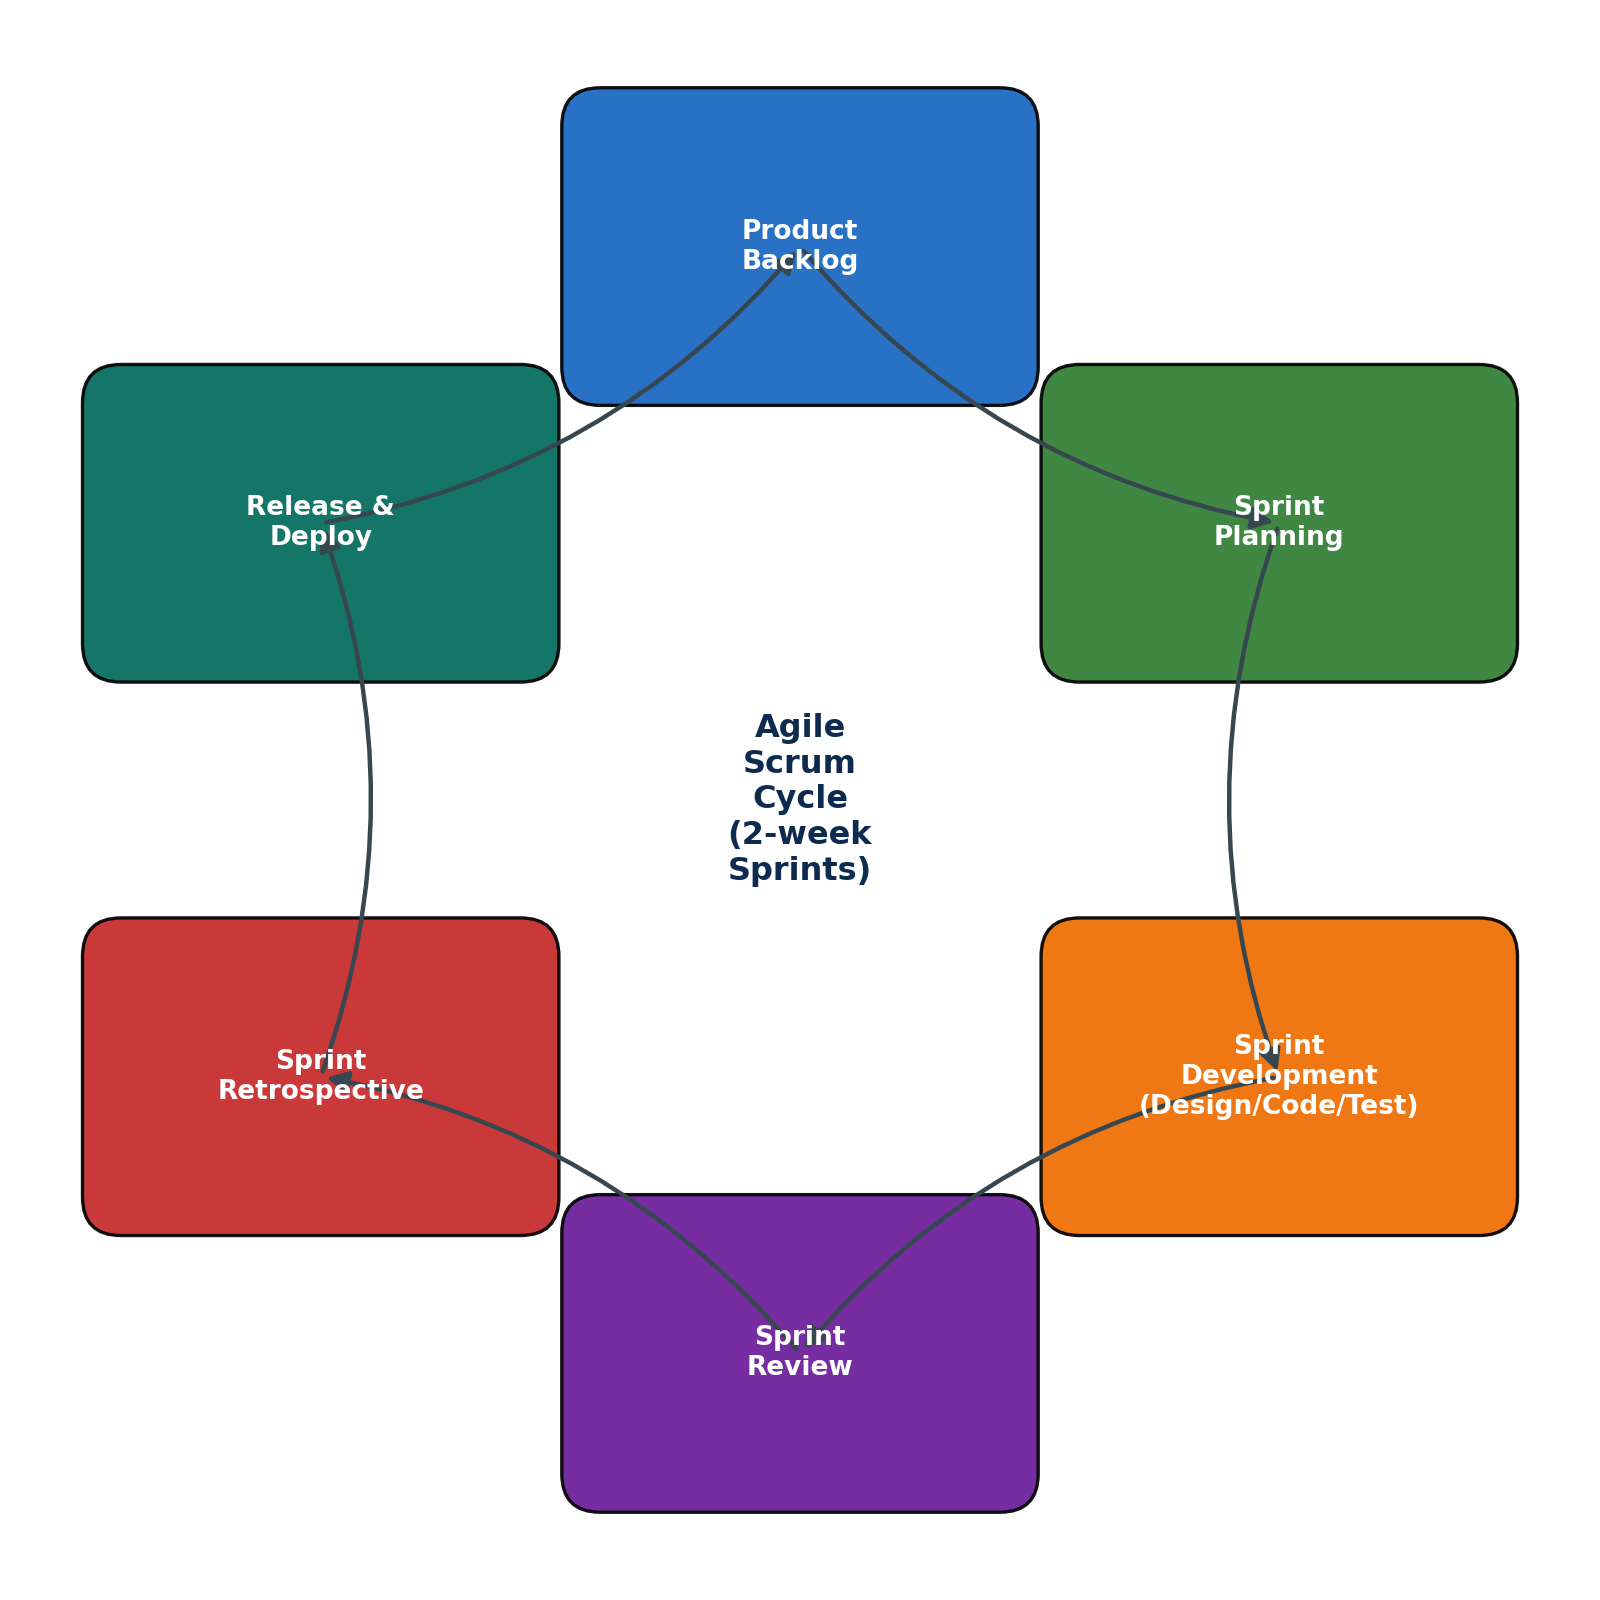 Product
Backlog
Release &
Deploy
Sprint
Planning
Agile
Scrum
Cycle
(2-week
Sprints)
Sprint
Retrospective
Sprint
Development
(Design/Code/Test)
Sprint
Review